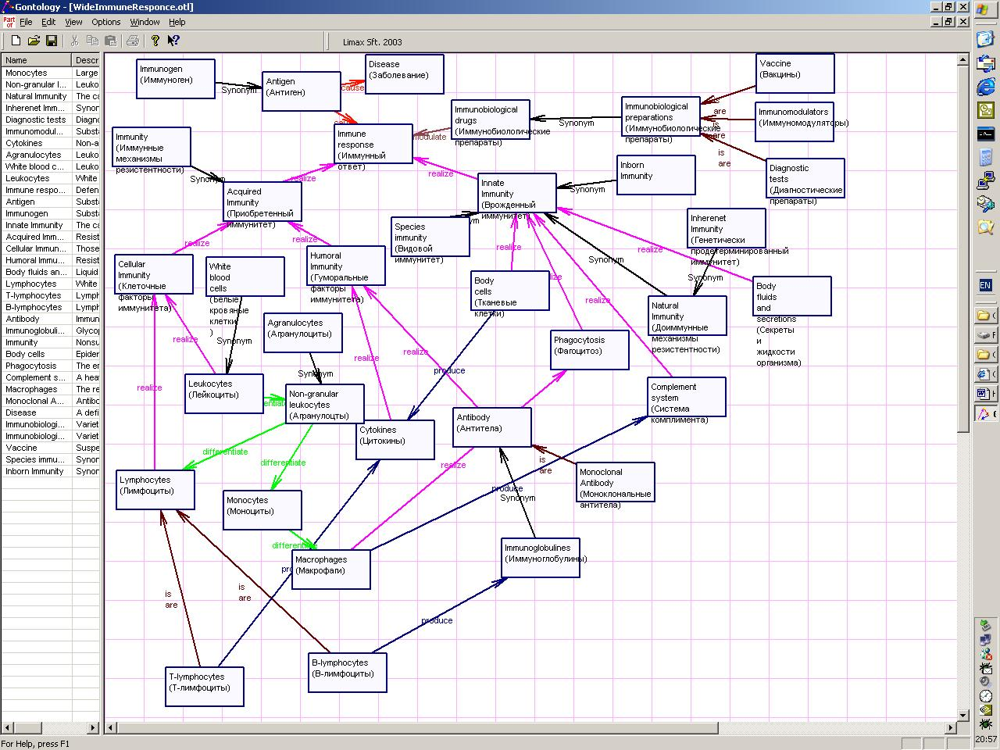 Gontology - [WideImmuneResponce.otl]
Part of
File Edit View Options Window Help
Limax Sft. 2003
Name Descr
Monocytes Large
Non-granular l... Leuko
Natural Immunity The ca
Inherenet Imm... Synor
Diagnostic tests Diagno
Immunomodul... Substa
Cytokines Non-a
Agranulocytes Leuko
White blood c... Leuko
Leukocytes White
Immune respo... Defen
Antigen Substa
Immunogen Substa
Innate Immunity The ca
Acquired Imm... Resist
Cellular Immun... Those
Humoral Immu... Resist
Body fluids an... Liquid
Lymphocytes White
T-lymphocytes Lymph
B-lymphocytes Lymph
Antibody Immun
Immunoglobuli... Glycop
Immunity Nonsu
Body cells Epider
Phagocytosis The er
Complement s... A hea
Macrophages The re
Monoclonal A... Antibo
Disease A defi
Immunobiologi... Variet
Immunobiologi... Variet
Vaccine Suspe
Species immu... Synor
Inborn Immunity Synor
Immunogen
(Иммуноген)
Synonym
Antigen
(Антиген)
cause
Disease
(Заболевание)
Vaccine
(Вакцины)
is
are
Immunobiological
drugs
(Иммунобиологические
препараты)
Synonym
Immunobiological
preparations
(Иммунобиологические
препараты)
Immunomodulators
(Иммуномодуляторы)
is
are
Immunity
(Иммунные
механизмы
резистентности)
Synonym
Immune
response
(Иммунный
ответ)
modulate
realize
realize
Inborn
Immunity
Synonym
is
are
Diagnostic
tests
(Диагностические
препараты)
Acquired
Immunity
(Приобретенный
иммунитет)
Innate
Immunity
(Врожденный
иммунитет)
Species
immunity
(Видовой
иммунитет)
Inherenet
Immunity
(Генетически
продетерминированный
иммунитет)
realize
realize
realize
realize
Synonym
Synonym
Cellular
Immunity
(Клеточные
факторы
иммунитета)
White
blood
cells
(Белые
кровяные
клетки
)
Humoral
Immunity
(Гуморальные
факторы
иммунитета)
Body
cells
(Тканевые
клетки)
realize
Natural
Immunity
(Доиммунные
механизмы
резистентности)
Body
fluids
and
secretions
(Секреты
и
жидкости
организма)
Agranulocytes
(Агранулоциты)
realize
Synonym
Synonym
realize
realize
produce
Phagocytosis
(Фагоцитоз)
realize
Leukocytes
(Лейкоциты)
Non-granular
leukocytes
(Агранулоцты)
Complement
system
(Система
комплимента)
Cytokines
(Цитокины)
Antibody
(Антитела)
differentiate
differentiate
realize
is
are
Lymphocytes
(Лимфоциты)
Monocytes
(Моноциты)
produce
Synonym
Monoclonal
Antibody
(Моноклональные
антитела)
differentiate
Macrophages
(Макрофаги)
Immunoglobulines
(Иммуноглобулины)
is
are
is
are
produce
T-lymphocytes
(Т-лимфоциты)
B-lymphocytes
(В-лимфоциты)
For Help, press F1
EN
20:57